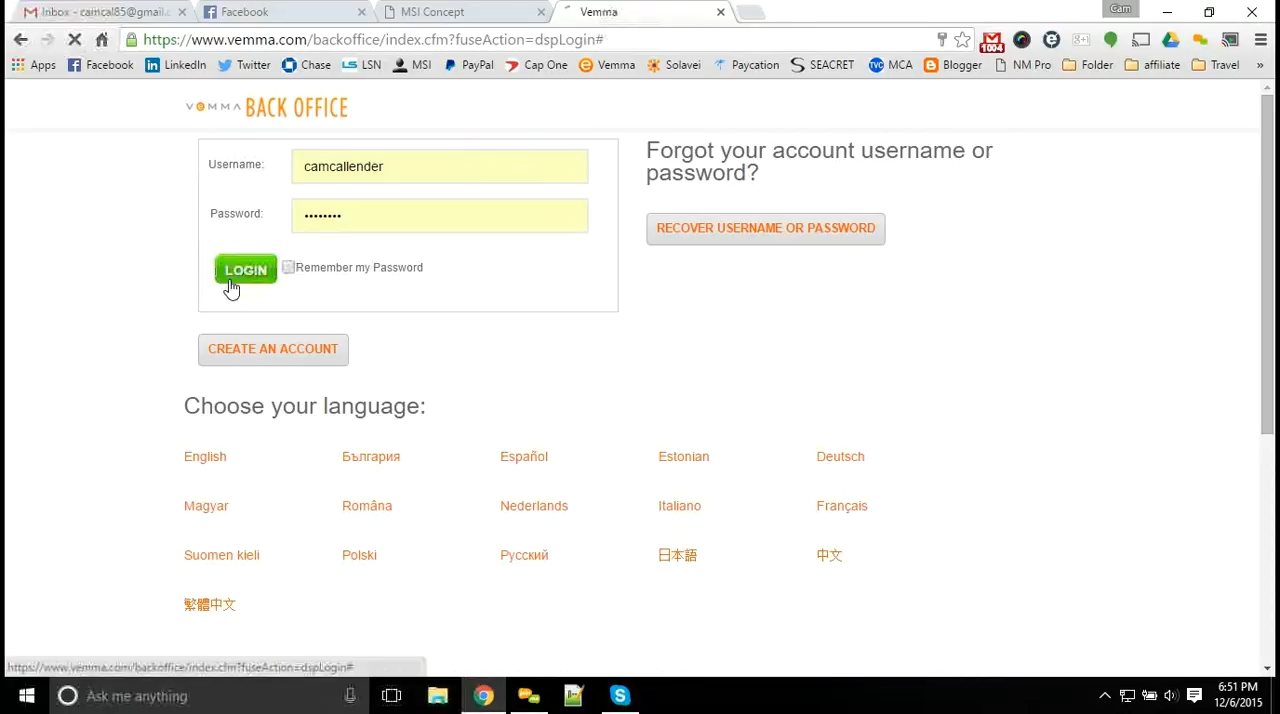 Inbox - camcal85@gmail.c
Facebook
MSI Concept
Vemma
Cam
https://www.vemma.com/backoffice/index.cfm?fuseAction=dspLogin#
1004
Apps Facebook LinkedIn Twitter Chase LSN MSI PayPal Cap One Vemma Solavei Paycation SEACRET MCA Blogger NM Pro Folder affiliate Travel »
VEMMA BACK OFFICE
Username:
camcallender
Password:
••••••••
LOGIN
Remember my Password
Forgot your account username or
password?
RECOVER USERNAME OR PASSWORD
CREATE AN ACCOUNT
Choose your language:
English България Español Estonian Deutsch
Magyar Româna Nederlands Italiano Français
Suomen kieli Polski Русский 日本語 中文
繁體中文
https://www.vemma.com/backoffice/index.cfm?fuseAction=dspLogin#
Ask me anything
6:51 PM
12/6/2015